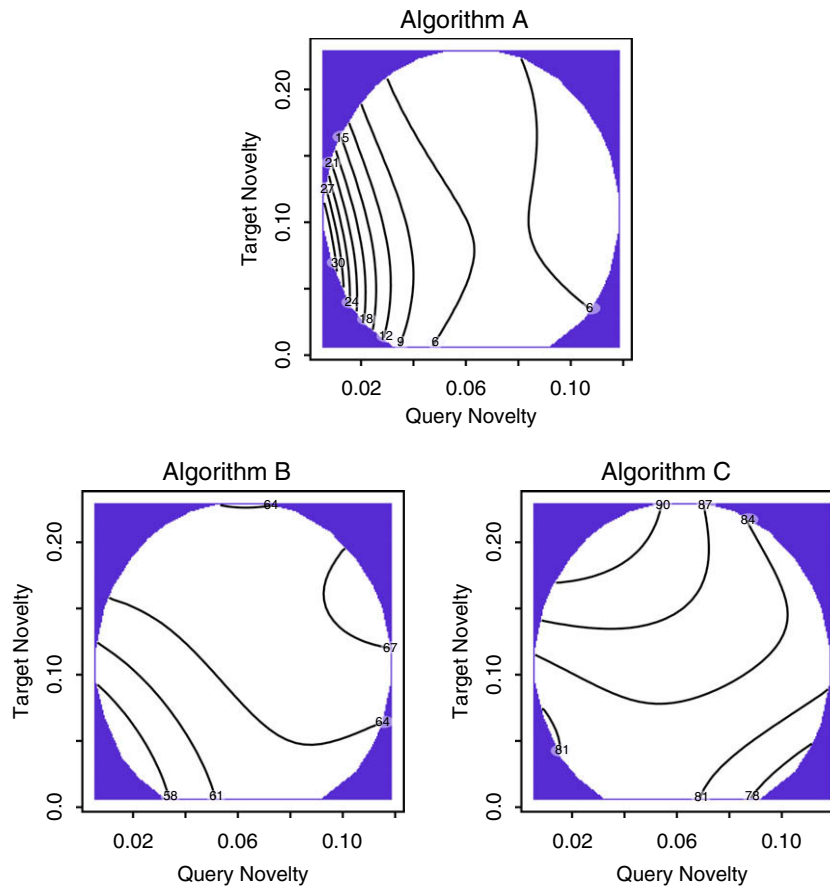 Algorithm A
0.20
15
21
Target Novelty
27
0.10
30
24
6
18
12
9
6
0.0
0.02 0.06 0.10
Query Novelty
Algorithm B
64
0.20
67
Target Novelty
0.10
64
58 61
0.0
0.02 0.06 0.10
Query Novelty
Algorithm C
90 87
84
0.20
Target Novelty
0.10
81
81 78
0.0
0.02 0.06 0.10
Query Novelty